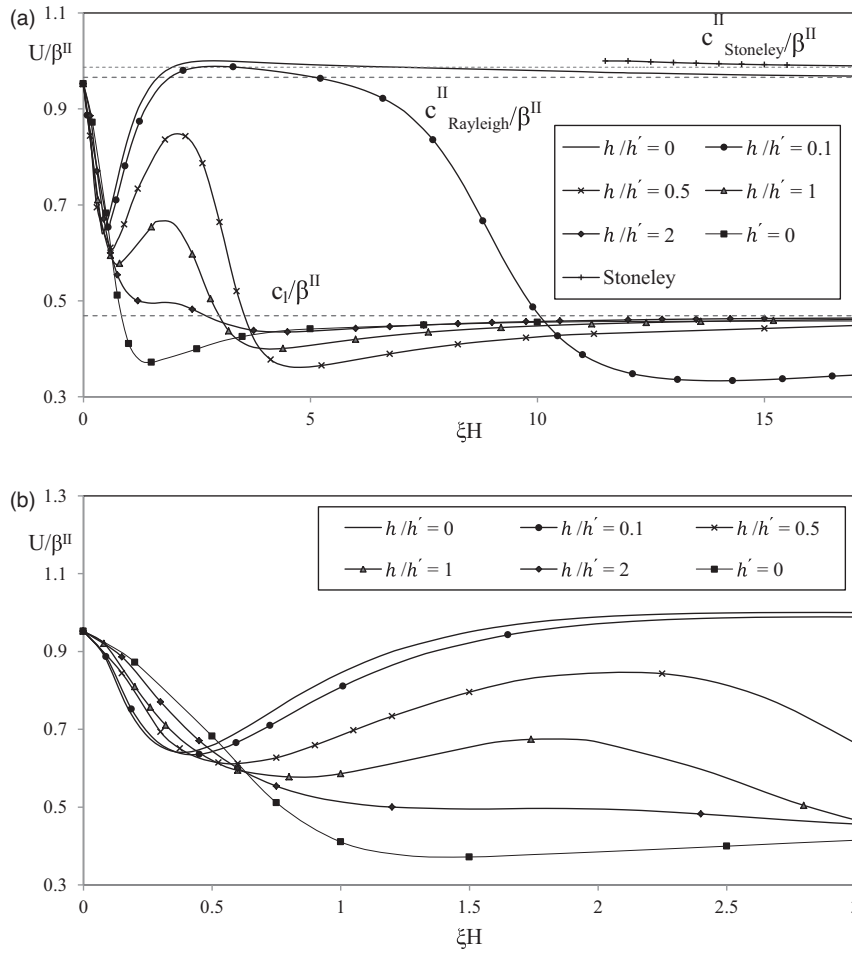 (a)
1.1
U/β^II
0.9
0.7
0.5
0.3
c^II_Stoneley/β^II
c^II_Rayleigh/β^II
c_l/β^II
h/h′ = 0
h/h′ = 0.1
h/h′ = 0.5
h/h′ = 1
h/h′ = 2
h′ = 0
Stoneley
0 5 10 15
ξH
(b)
1.3
U/β^II
1.1
0.9
0.7
0.5
0.3
h/h′ = 0 h/h′ = 0.1 h/h′ = 0.5
h/h′ = 1 h/h′ = 2 h′ = 0
0 0.5 1 1.5 2 2.5 3
ξH